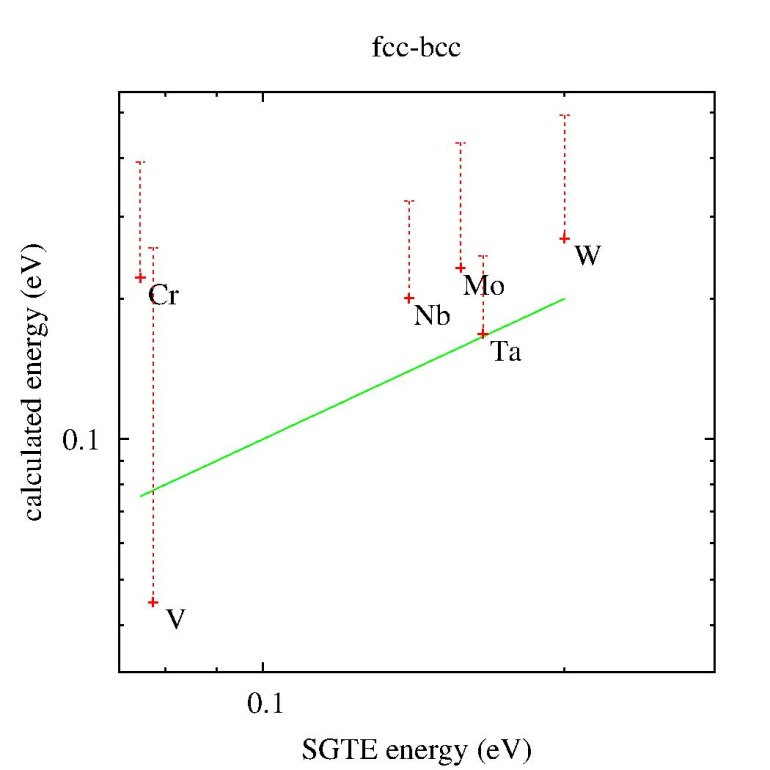 fcc-bcc
calculated energy (eV)
Cr
Nb
Mo
W
Ta
V
0.1
0.1
SGTE energy (eV)